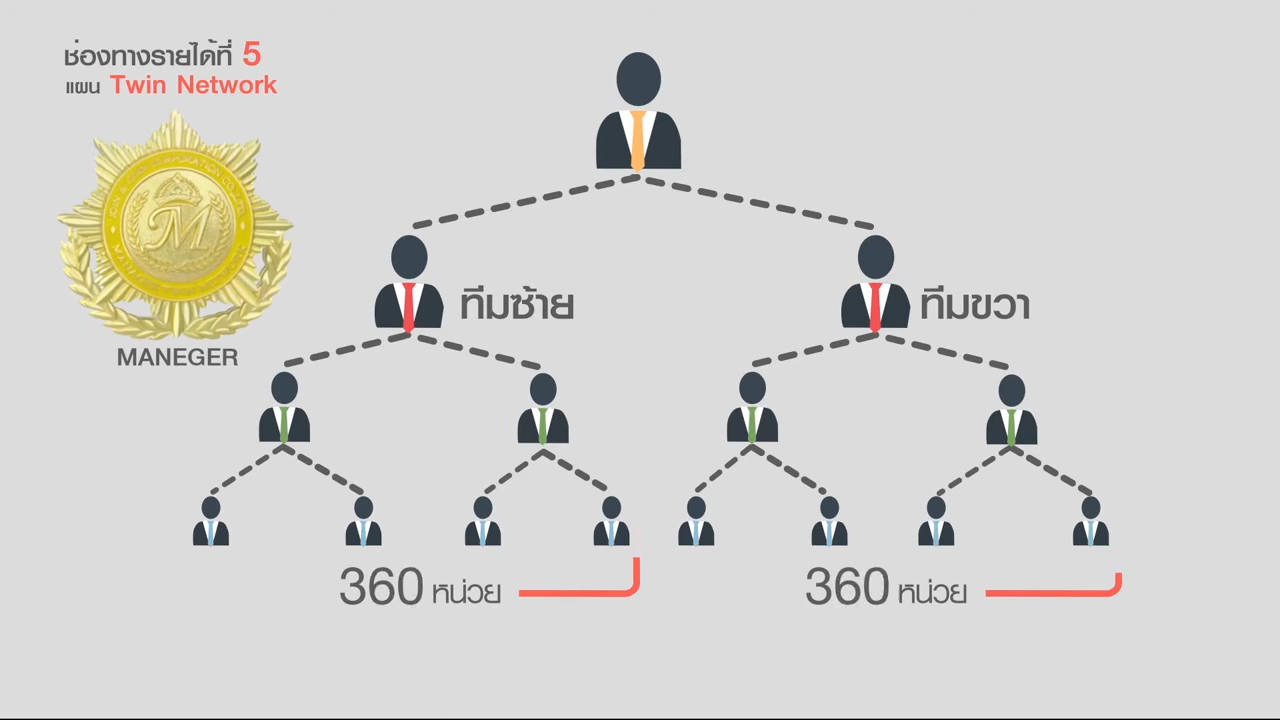 ช่องทางรายได้ที่ 5
แผน Twin Network
M
MANEGER
ทีมซ้าย
ทีมขวา
360 หน่วย
360 หน่วย